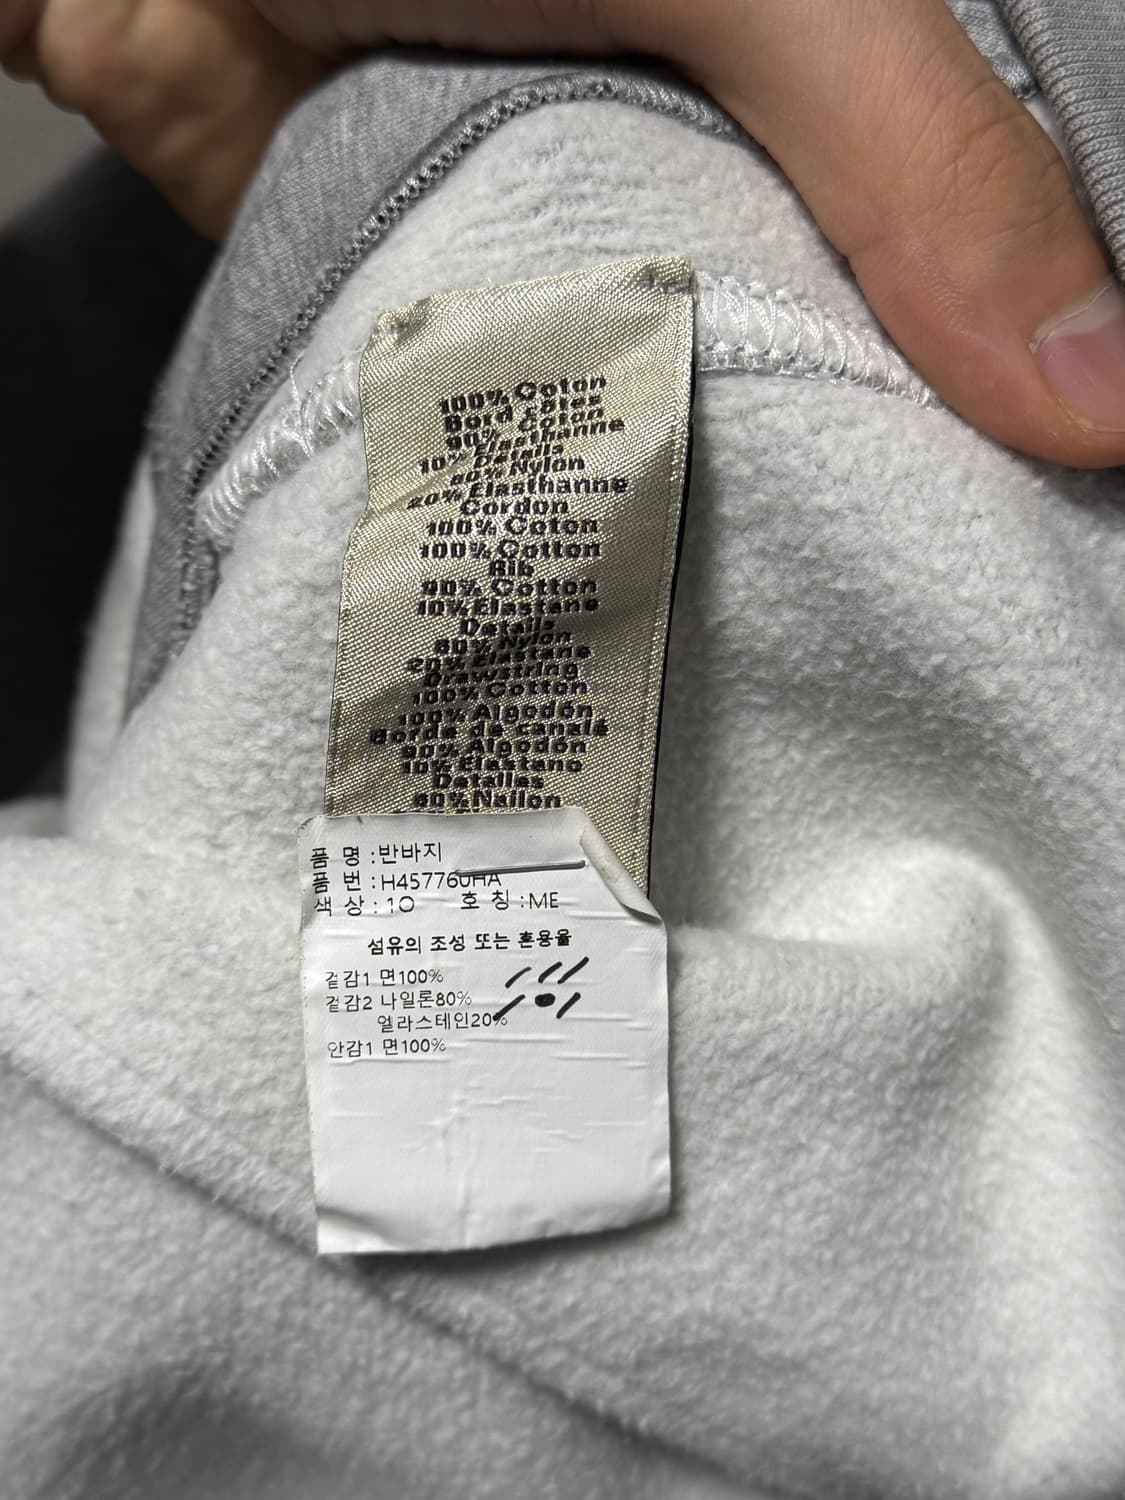 100% Coton
Bord côtes
90% Coton
10% Elasthanne
Détails
80% Nylon
20% Elasthanne
Cordon
100% Coton
100% Cotton
Rib
90% Cotton
10% Elastane
Details
80% Nylon
20% Elastane
Drawstring
100% Cotton
100% Algodón
Borde de canalé
90% Algodón
10% Elastano
Detalles
80% Nailon
품 명 :반바지
품 번 :H457760HA
색 상 : 10 호 칭 :ME
섬유의 조성 또는 혼용율
겉감1 면100%
겉감2 나일론80%
엘라스테인20%
안감1 면100%